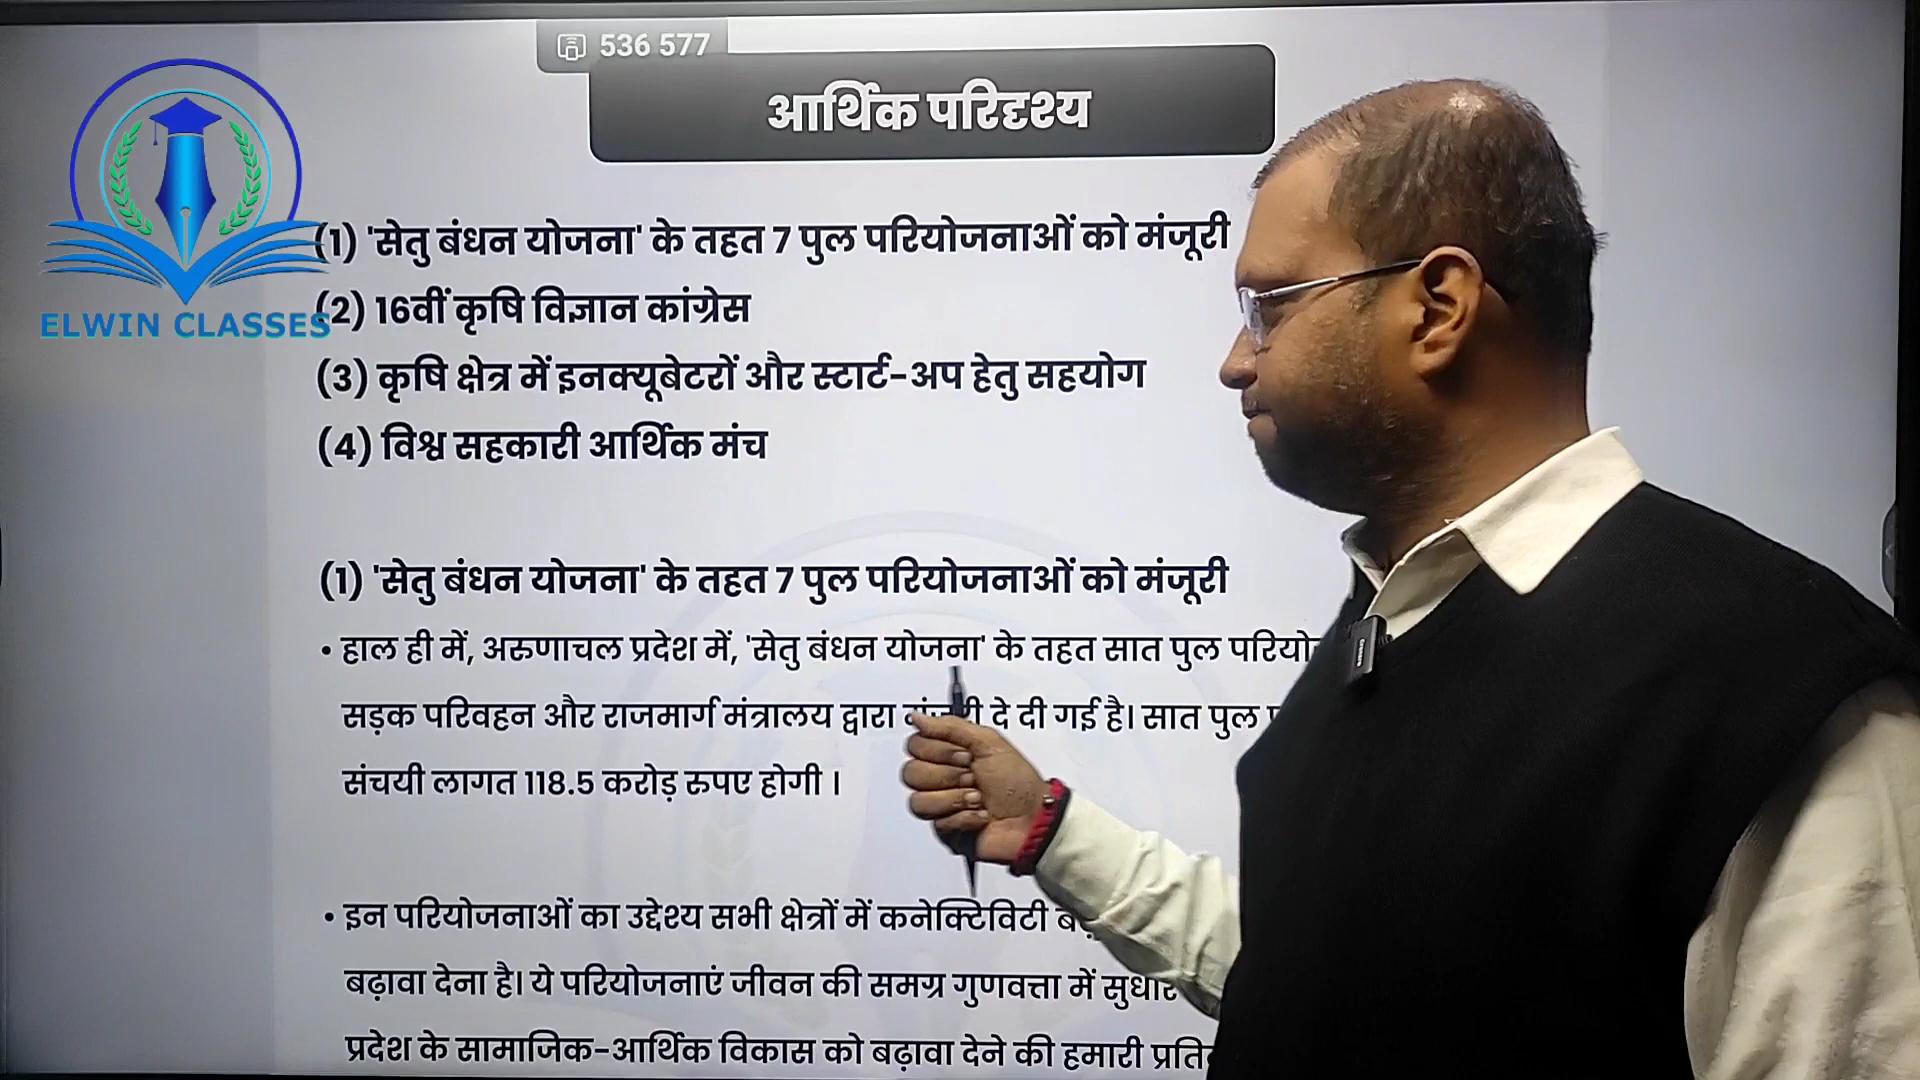 536 577
आर्थिक परिदृश्य
ELWIN CLASSES
(1) 'सेतु बंधन योजना' के तहत 7 पुल परियोजनाओं को मंजूरी
(2) 16वीं कृषि विज्ञान कांग्रेस
(3) कृषि क्षेत्र में इनक्यूबेटरों और स्टार्ट-अप हेतु सहयोग
(4) विश्व सहकारी आर्थिक मंच
(1) 'सेतु बंधन योजना' के तहत 7 पुल परियोजनाओं को मंजूरी
• हाल ही में, अरुणाचल प्रदेश में, 'सेतु बंधन योजना' के तहत सात पुल
सड़क परिवहन और राजमार्ग मंत्रालय द्वारा दे दी गई है। सात पुल
संचयी लागत 118.5 करोड़ रुपए होगी ।
• इन परियोजनाओं का उद्देश्य सभी क्षेत्रों में कनेक्टिविटी
बढ़ावा देना है। ये परियोजनाएं जीवन की समग्र गुणवत्ता में सुधार
प्रदेश के सामाजिक-आर्थिक विकास को बढ़ावा देने की हमारी